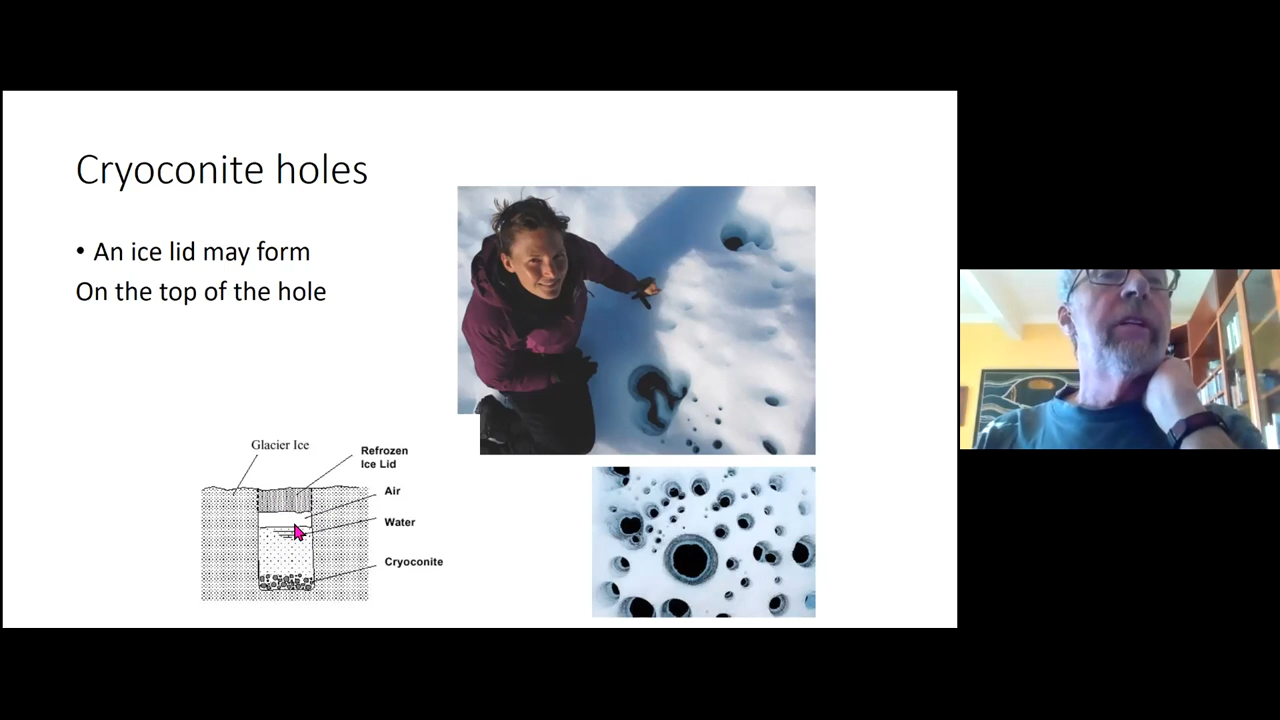 Cryoconite holes
• An ice lid may form
On the top of the hole
Glacier Ice
Refrozen
Ice Lid
Air
Water
Cryoconite